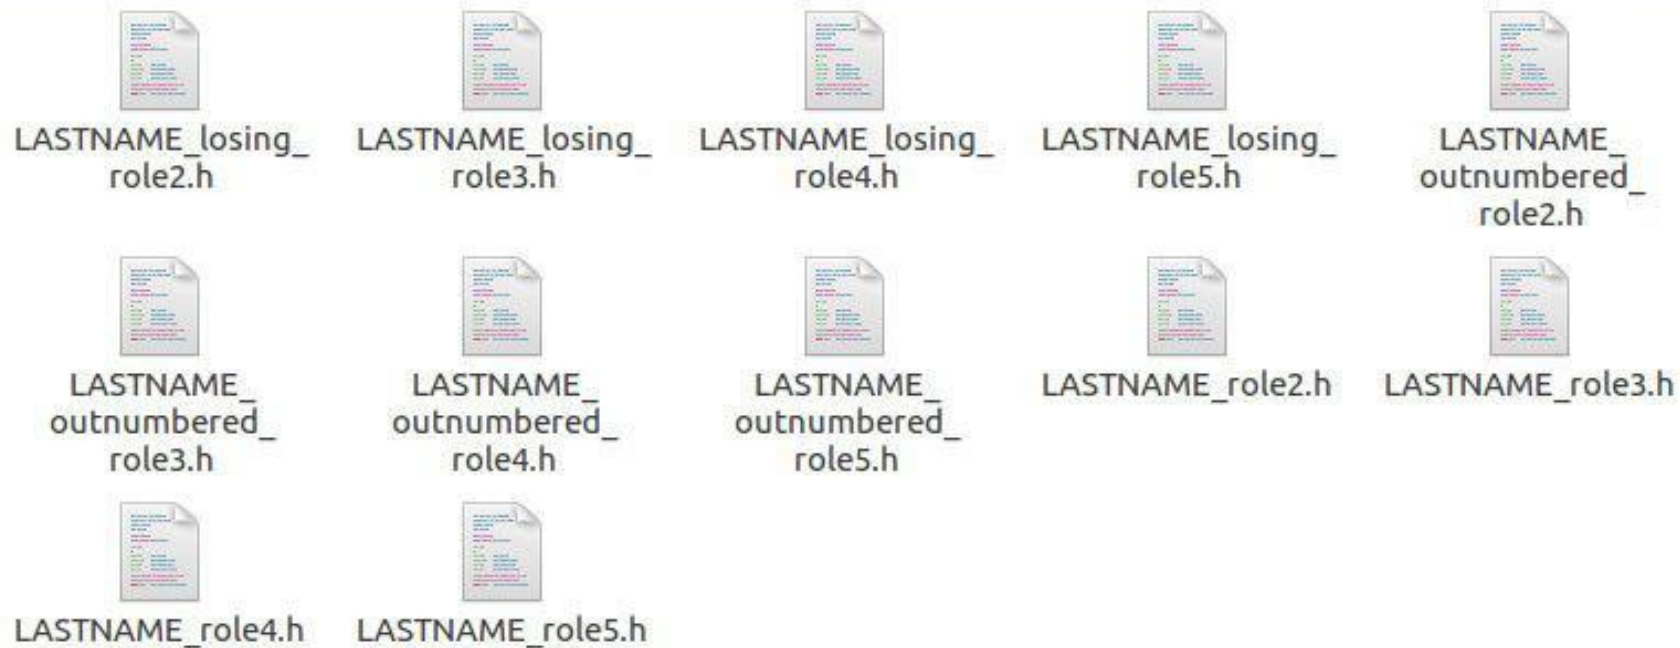 LASTNAME_losing_
role2.h
LASTNAME_losing_
role3.h
LASTNAME_losing_
role4.h
LASTNAME_losing_
role5.h
LASTNAME_
outnumbered_
role2.h
LASTNAME_
outnumbered_
role3.h
LASTNAME_
outnumbered_
role4.h
LASTNAME_
outnumbered_
role5.h
LASTNAME_role2.h
LASTNAME_role3.h
LASTNAME_role4.h
LASTNAME_role5.h